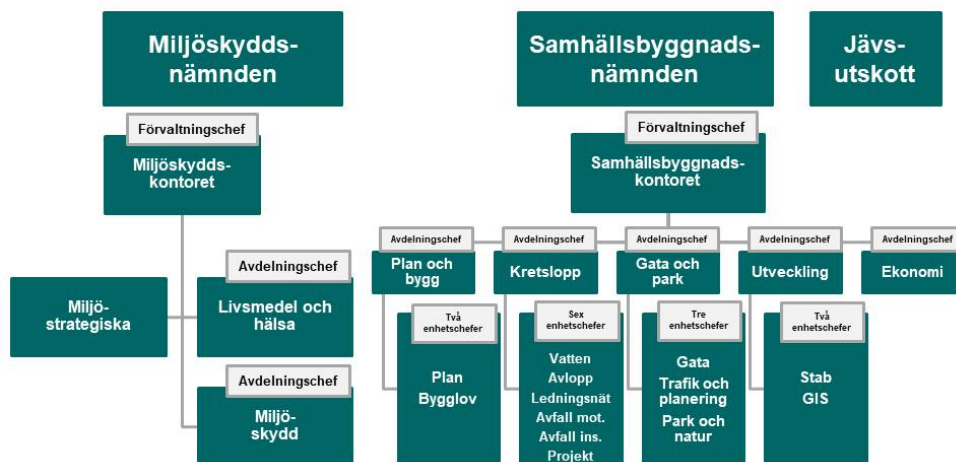 Miljöskydds-
nämnden
Samhällsbyggnads-
nämnden
Jävs-
utskott
Förvaltningschef
Miljöskydds-
kontoret
Förvaltningschef
Samhällsbyggnads-
kontoret
Miljö-
strategiska
Avdelningschef
Livsmedel och
hälsa
Avdelningschef
Miljö-
skydd
Avdelningschef
Plan och
bygg
Avdelningschef
Kretslopp
Avdelningschef
Gata och
park
Avdelningschef
Utveckling
Avdelningschef
Ekonomi
Två
enhetschefer
Plan
Bygglov
Sex
enhetschefer
Vatten
Avlopp
Ledningsnät
Avfall mot.
Avfall ins.
Projekt
Tre
enhetschefer
Gata
Trafik och
planering
Park och
natur
Två
enhetschefer
Stab
GIS